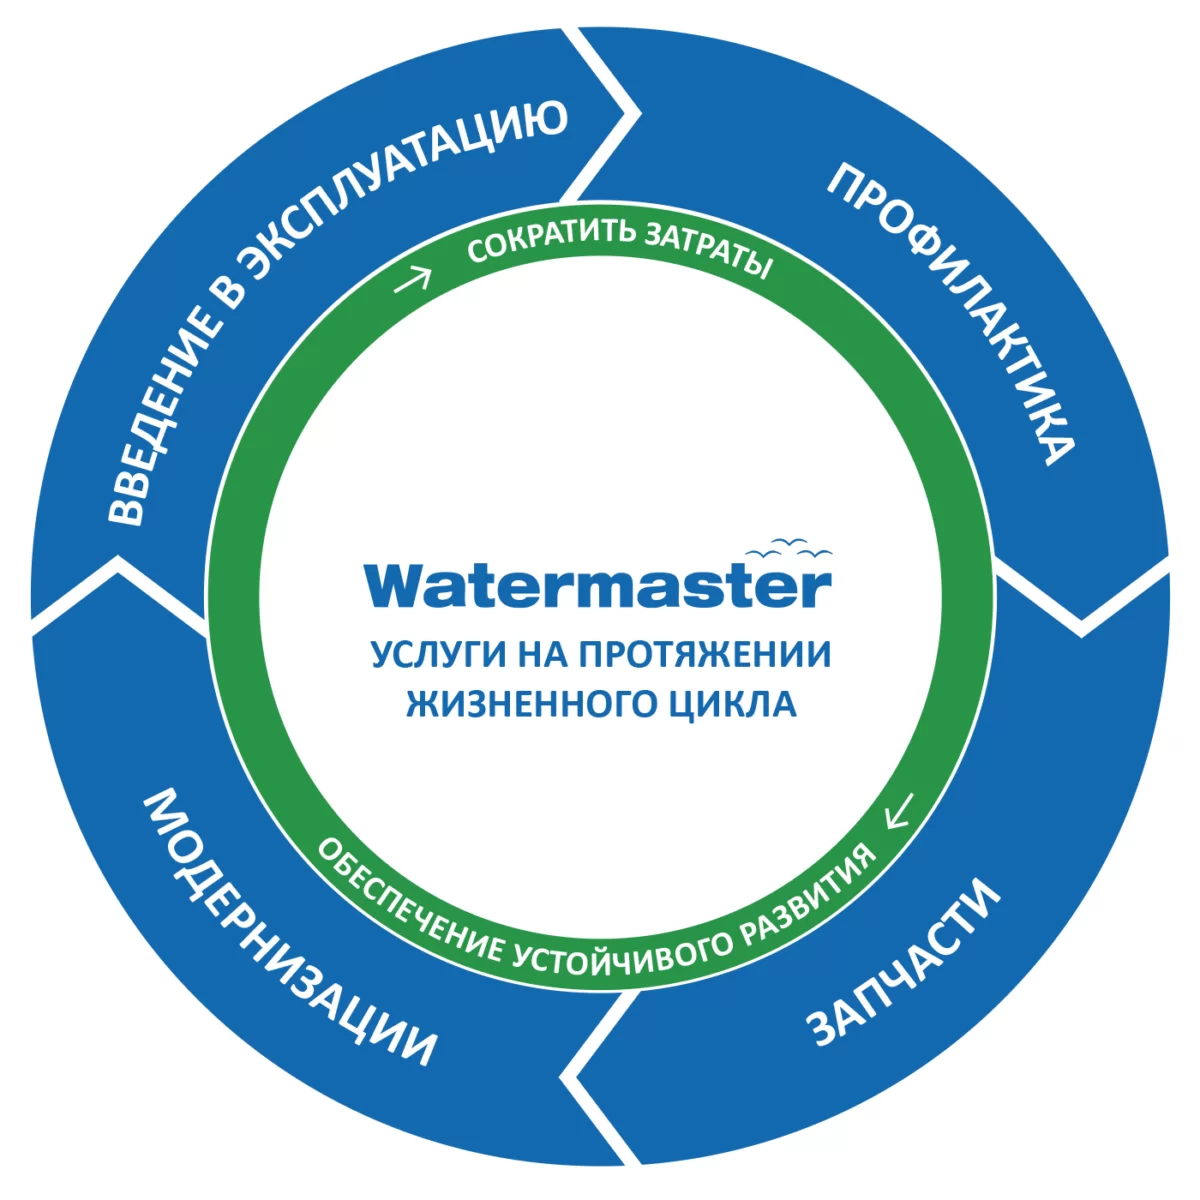 ВВЕДЕНИЕ В ЭКСПЛУАТАЦИЮ
ПРОФИЛАКТИКА
ЗАПЧАСТИ
МОДЕРНИЗАЦИИ
СОКРАТИТЬ ЗАТРАТЫ
ОБЕСПЕЧЕНИЕ УСТОЙЧИВОГО РАЗВИТИЯ
Watermaster
УСЛУГИ НА ПРОТЯЖЕНИИ
ЖИЗНЕННОГО ЦИКЛА